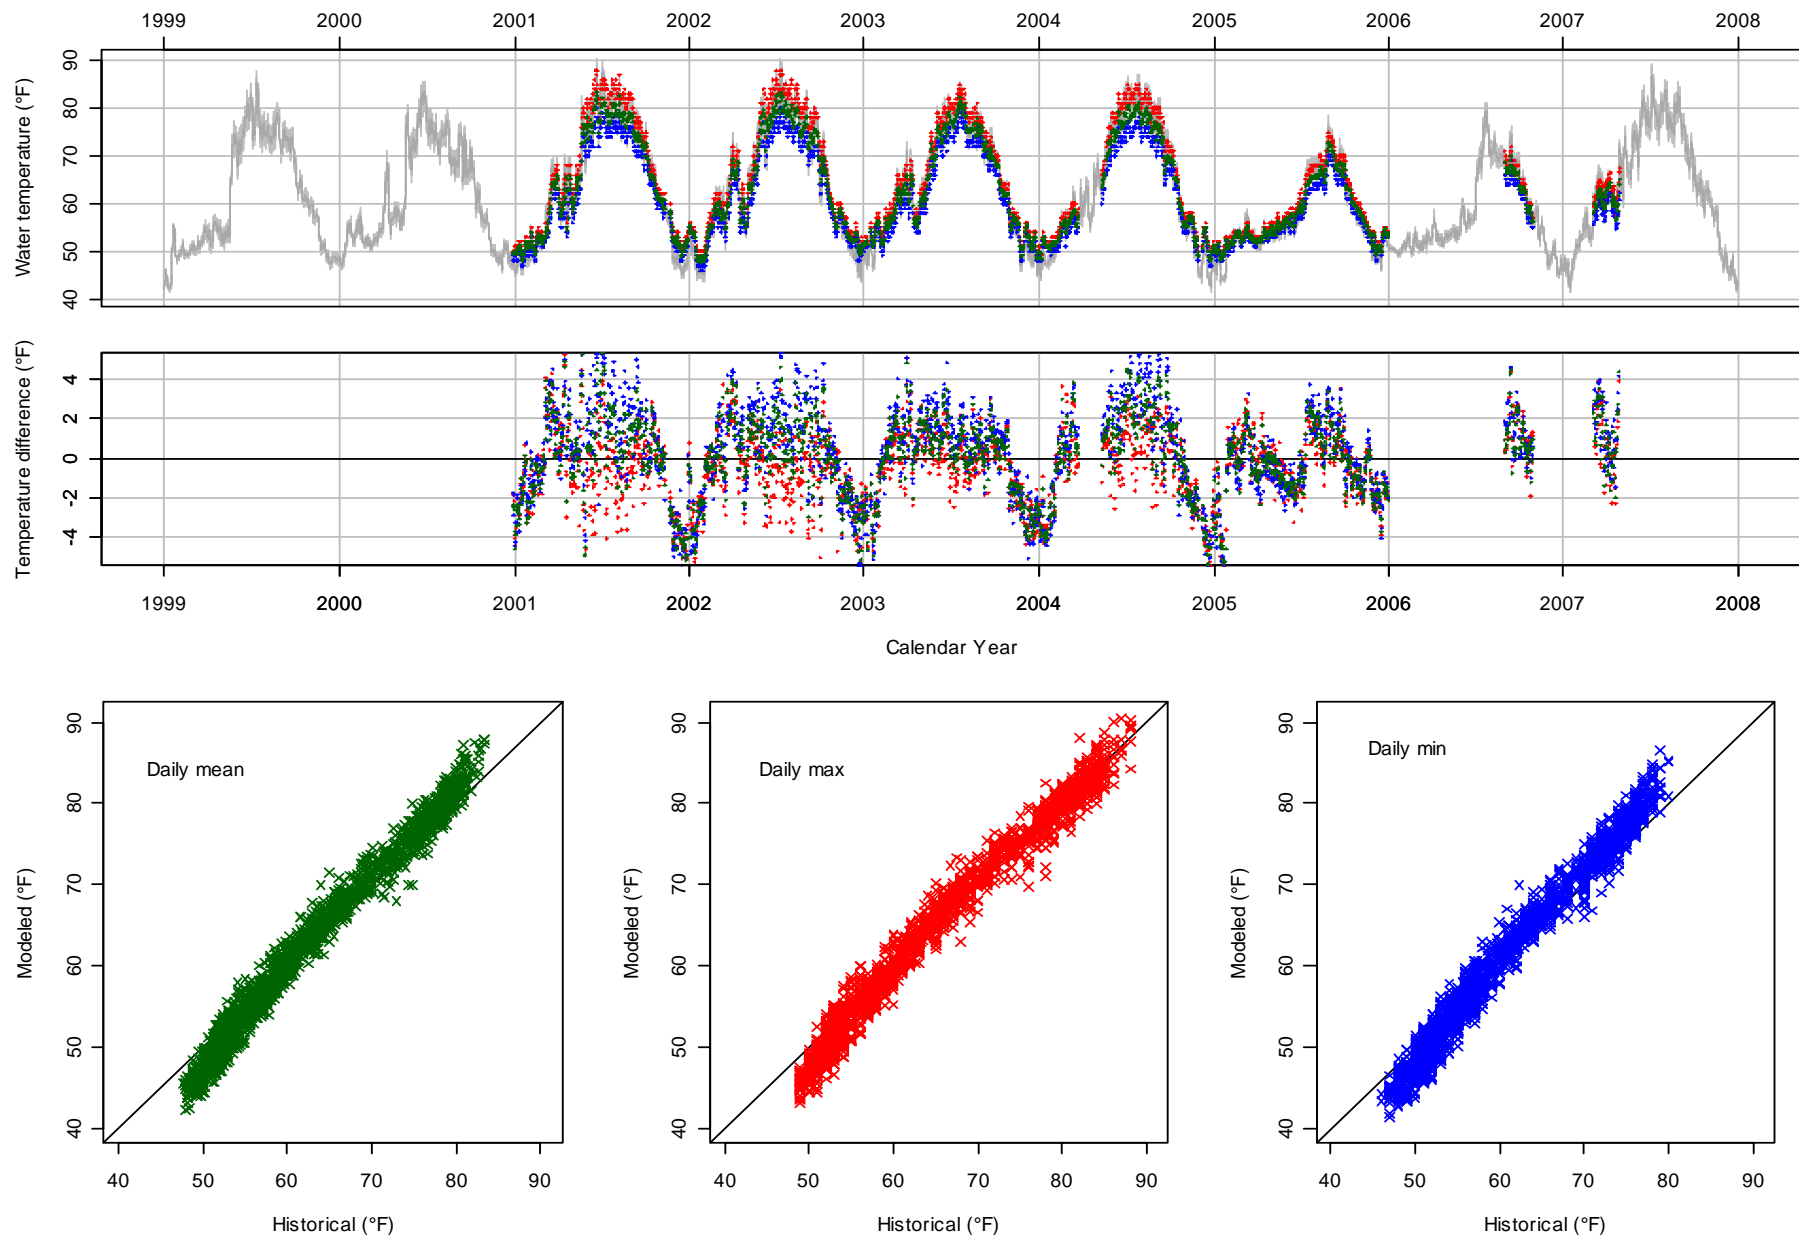 1999 2000 2001 2002 2003 2004 2005 2006 2007 2008
Water temperature (°F)
90
80
70
60
50
40
Temperature difference (°F)
4
2
0
-2
-4
1999 2000 2001 2002 2003 2004 2005 2006 2007 2008
Calendar Year
Daily mean
Modeled (°F)
90
80
70
60
50
40
40 50 60 70 80 90
Historical (°F)
Daily max
Modeled (°F)
90
80
70
60
50
40
40 50 60 70 80 90
Historical (°F)
Daily min
Modeled (°F)
90
80
70
60
50
40
40 50 60 70 80 90
Historical (°F)